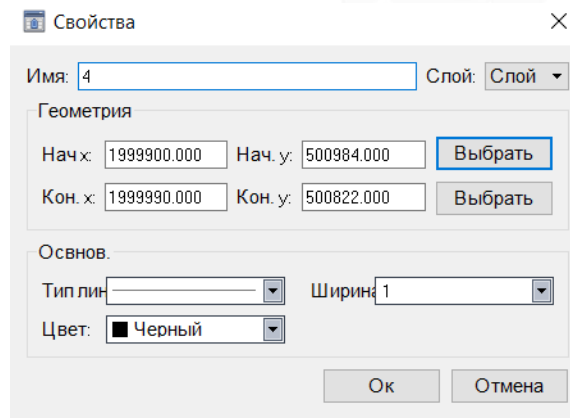 Свойства
Имя: 4 Слой: Слой
Геометрия
Нач x: 1999900.000 Нач. y: 500984.000 Выбрать
Кон. x: 1999990.000 Кон. y: 500822.000 Выбрать
Освнов.
Тип лин Ширина 1
Цвет: Черный
Ок Отмена